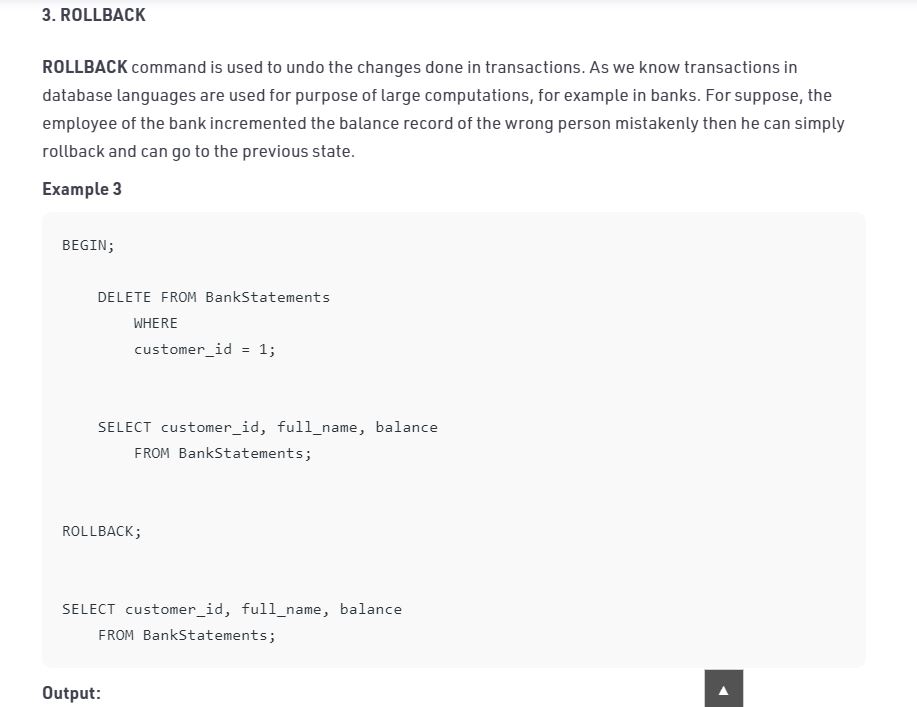 3. ROLLBACK
ROLLBACK command is used to undo the changes done in transactions. As we know transactions in
database languages are used for purpose of large computations, for example in banks. For suppose, the
employee of the bank incremented the balance record of the wrong person mistakenly then he can simply
rollback and can go to the previous state.
Example 3
BEGIN;
DELETE FROM BankStatements
WHERE
customer_id = 1;
SELECT customer_id, full_name, balance
FROM BankStatements;
ROLLBACK;
SELECT customer_id, full_name, balance
FROM BankStatements;
Output: